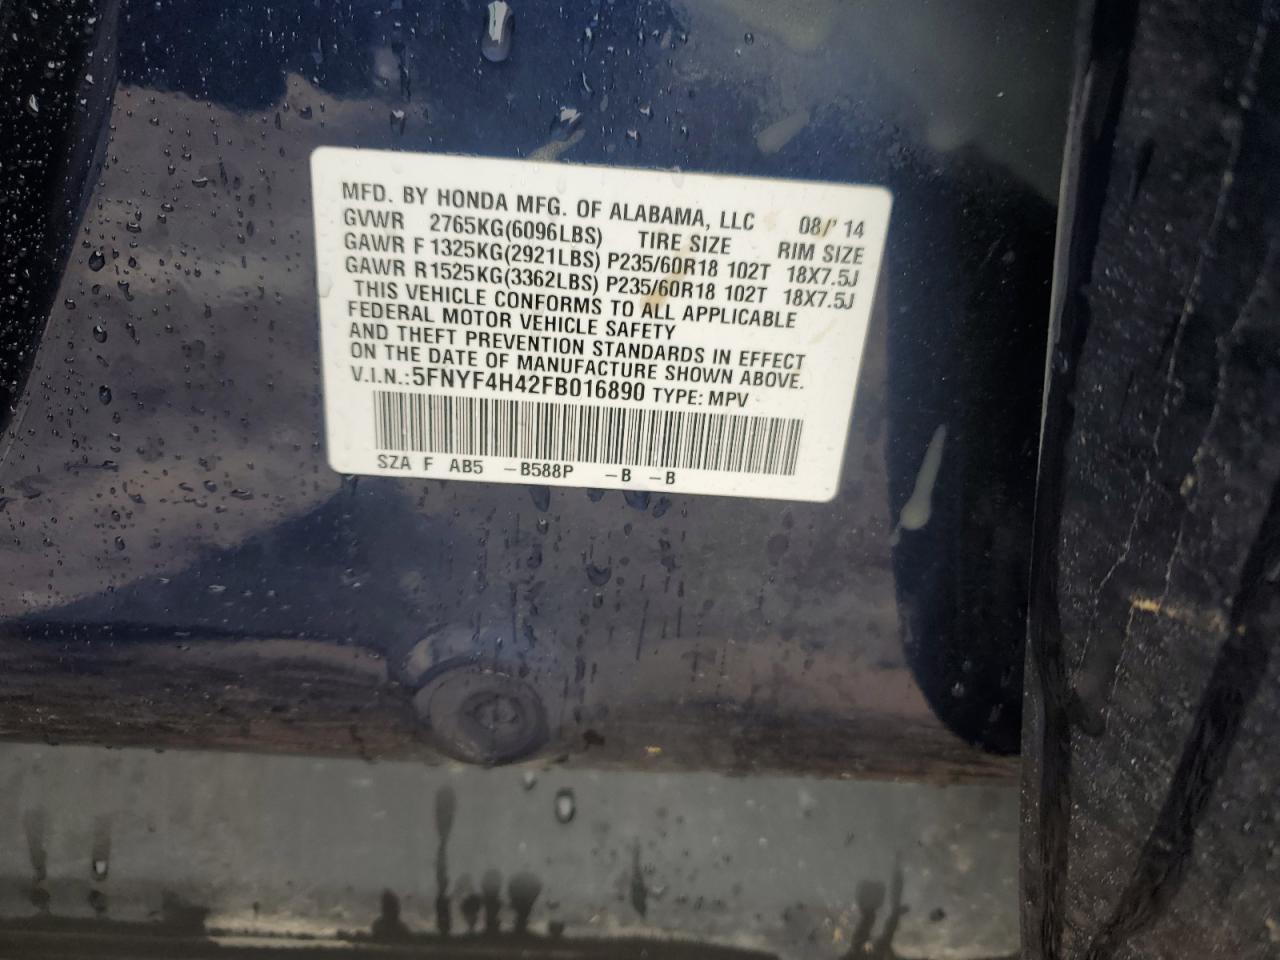 MFD. BY HONDA MFG. OF ALABAMA, LLC 08/'14
GVWR 2765KG(6096LBS) TIRE SIZE RIM SIZE
GAWR F 1325KG(2921LBS) P235/60R18 102T 18X7.5J
GAWR R1525KG(3362LBS) P235/60R18 102T 18X7.5J
THIS VEHICLE CONFORMS TO ALL APPLICABLE
FEDERAL MOTOR VEHICLE SAFETY
AND THEFT PREVENTION STANDARDS IN EFFECT
ON THE DATE OF MANUFACTURE SHOWN ABOVE.
V.I.N.:5FNYF4H42FB016890 TYPE: MPV
SZA F AB5 -B588P -B -B